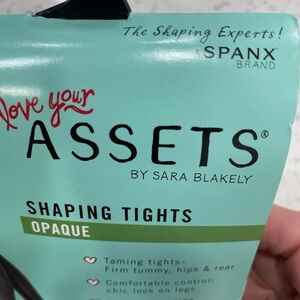 The Shaping Experts!
A SPANX®
BRAND
love your
ASSETS®
BY SARA BLAKELY
SHAPING TIGHTS
OPAQUE
Taming tights–
Firm tummy, hips & rear
Comfortable control;
chic look on legs